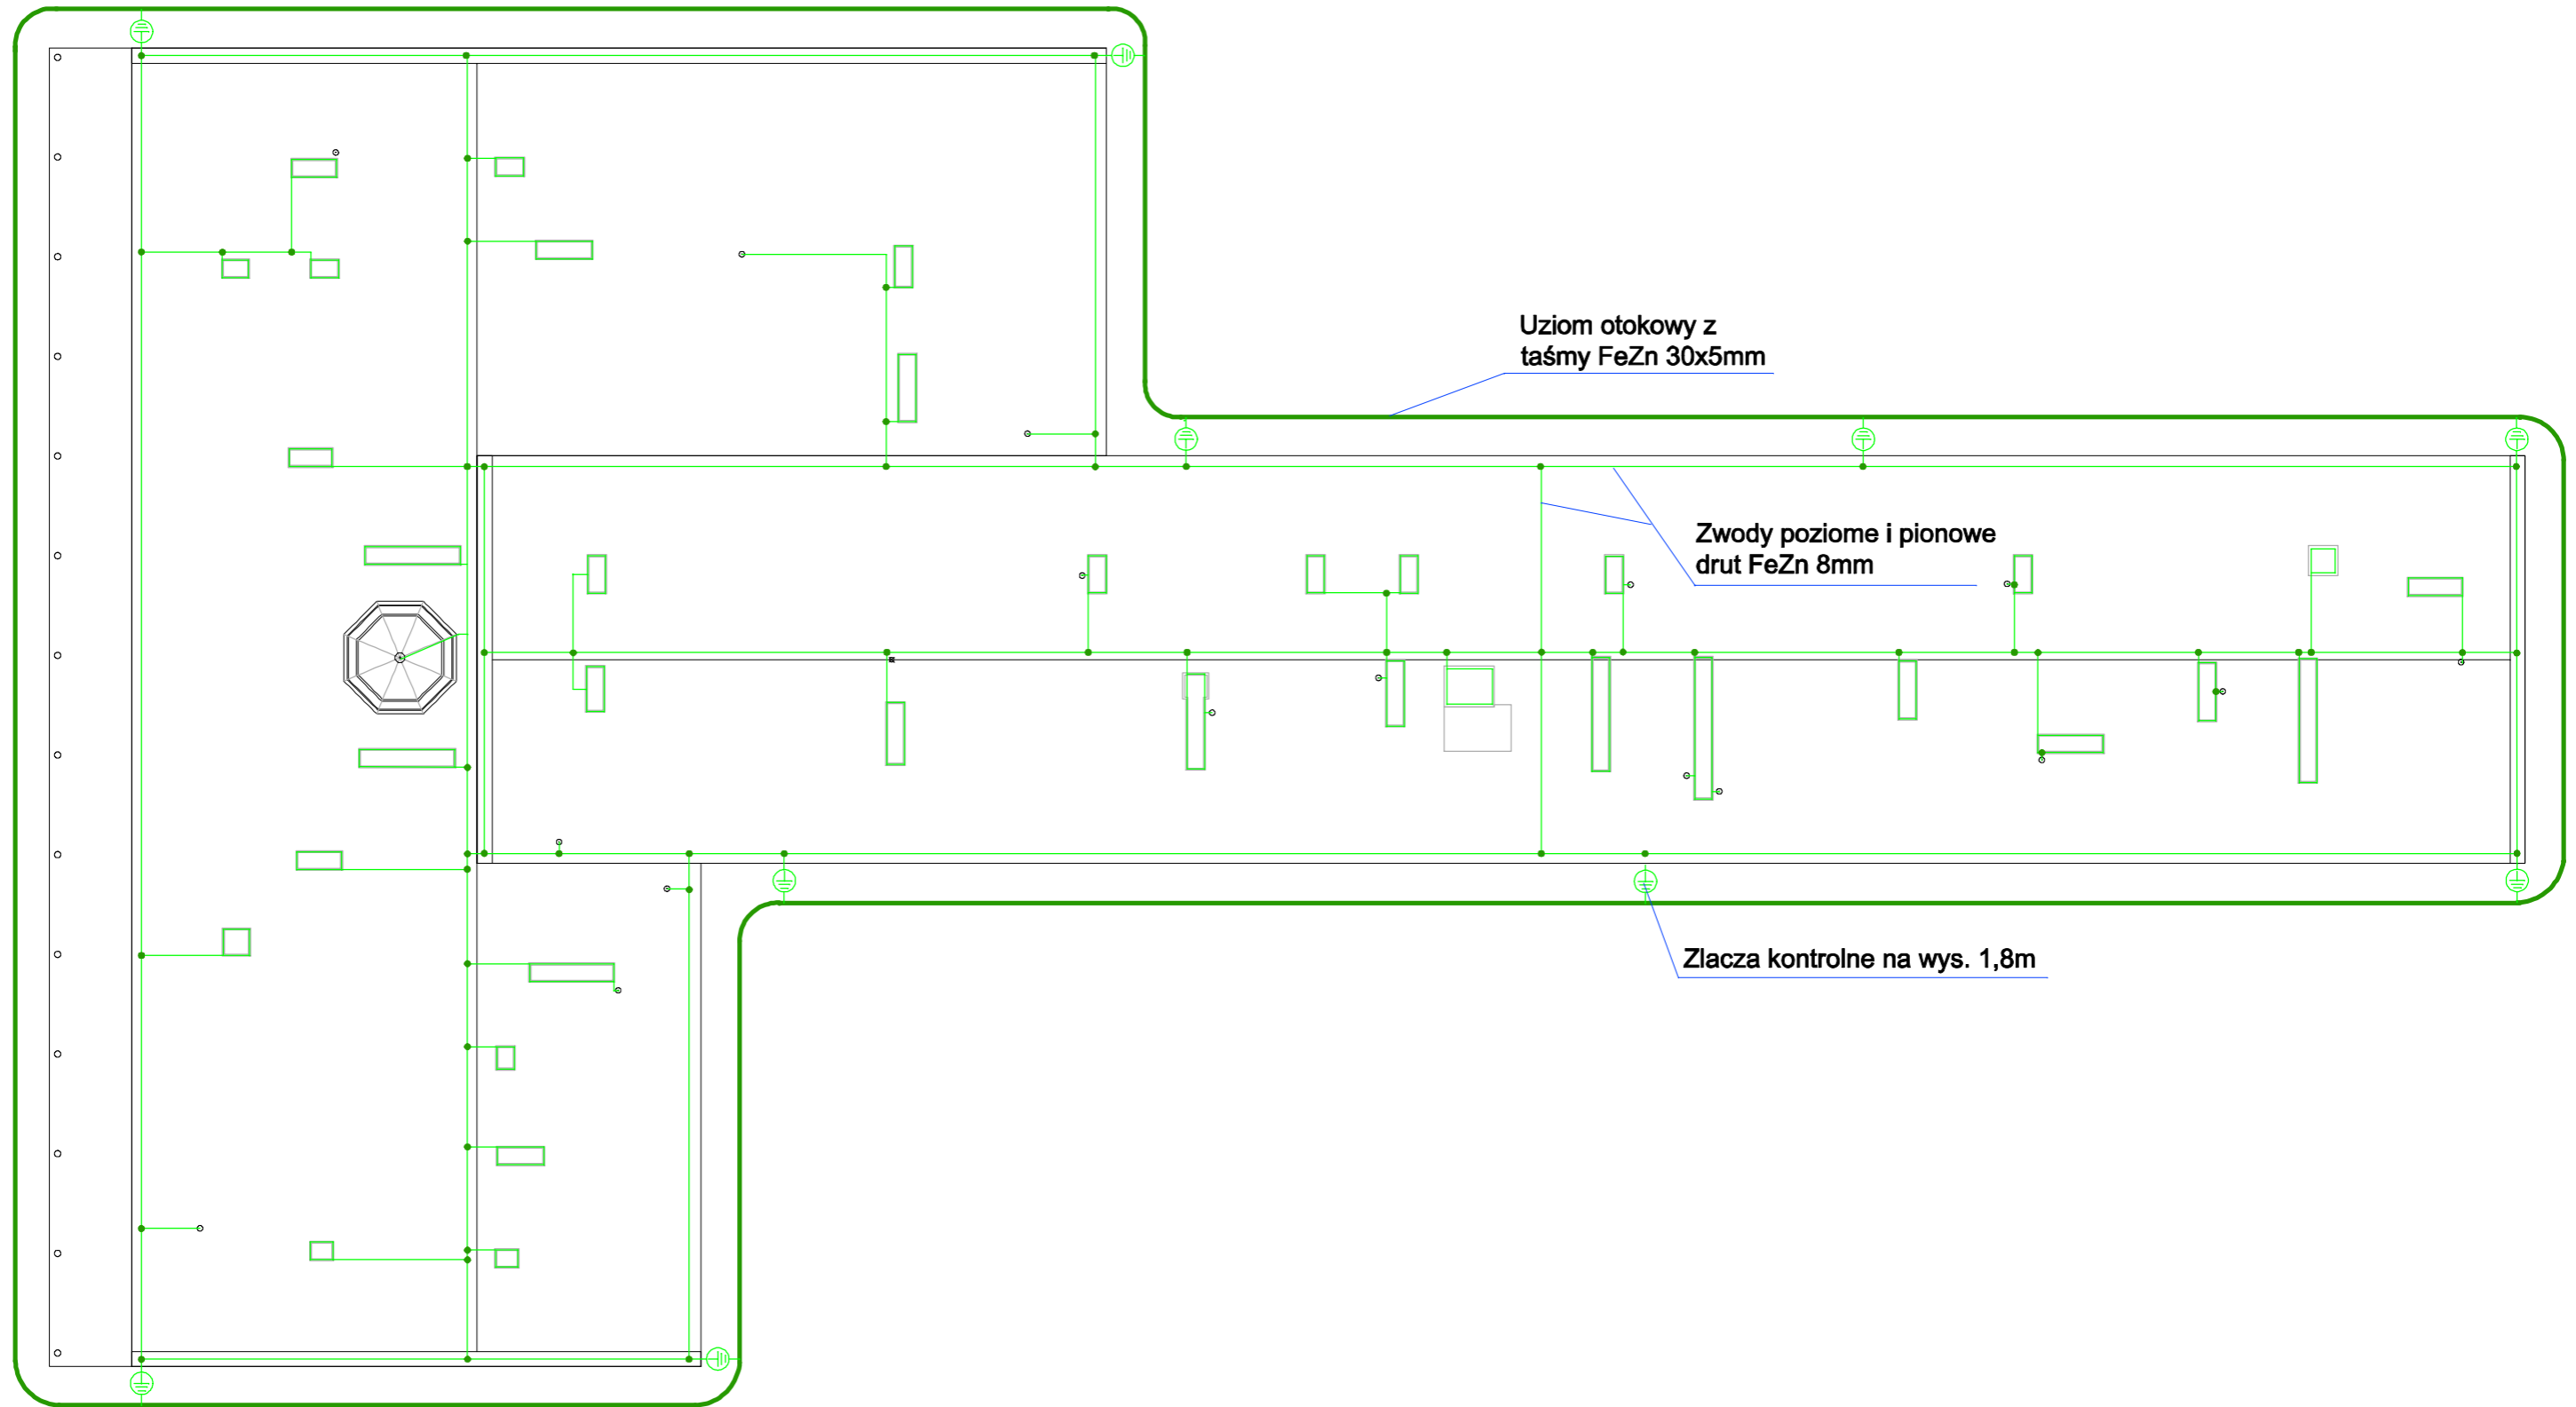 Uziom otokowy z
taśmy FeZn 30x5mm
Zwody poziome i pionowe
drut FeZn 8mm
Zlacza kontrolne na wys. 1,8m